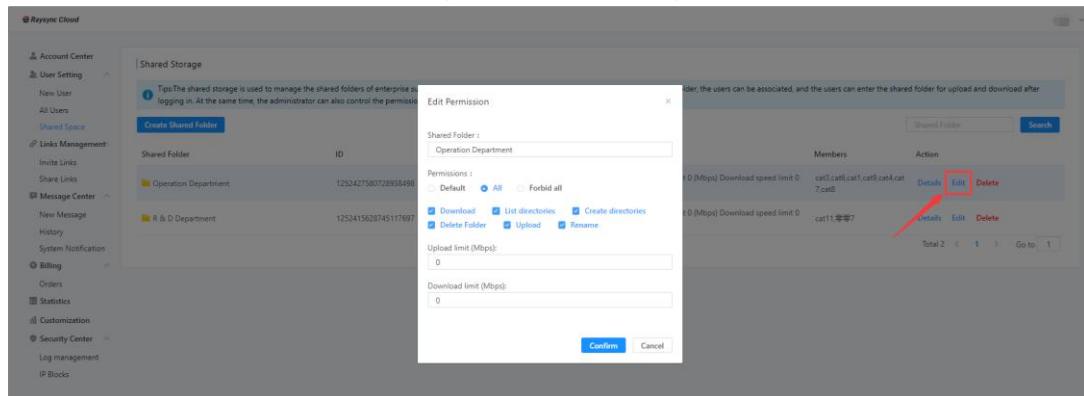 Raysync Cloud
Account Center
User Setting
New User
All Users
Shared Space
Links Management
Invite Links
Share Links
Message Center
New Message
History
System Notification
Billing
Orders
Statistics
Customization
Security Center
Log management
IP Blocks
Shared Storage
Tips:The shared storage is used to manage the shared folders of enterprise su
lder, the users can be associated, and the users can enter the shared folder for upload and download after
logging in. At the same time, the administrator can also control the permissio
Create Shared Folder
Shared Folder
Search
Shared Folder ID Members Action
Operation Department 1252427580728938498 t 0 (Mbps) Download speed limit 0 cat3,cat6,cat1,cat9,cat4,cat
7,cat8 Details Edit Delete
R & D Department 1252415628745117697 t 0 (Mbps) Download speed limit 0 cat11,零零7 Details Edit Delete
Total 2 < 1 > Go to 1
Edit Permission ×
Shared Folder :
Operation Department
Permissions :
Default All Forbid all
Download List directories Create directories
Delete Folder Upload Rename
Upload limit (Mbps):
0
Download limit (Mbps):
0
Confirm Cancel